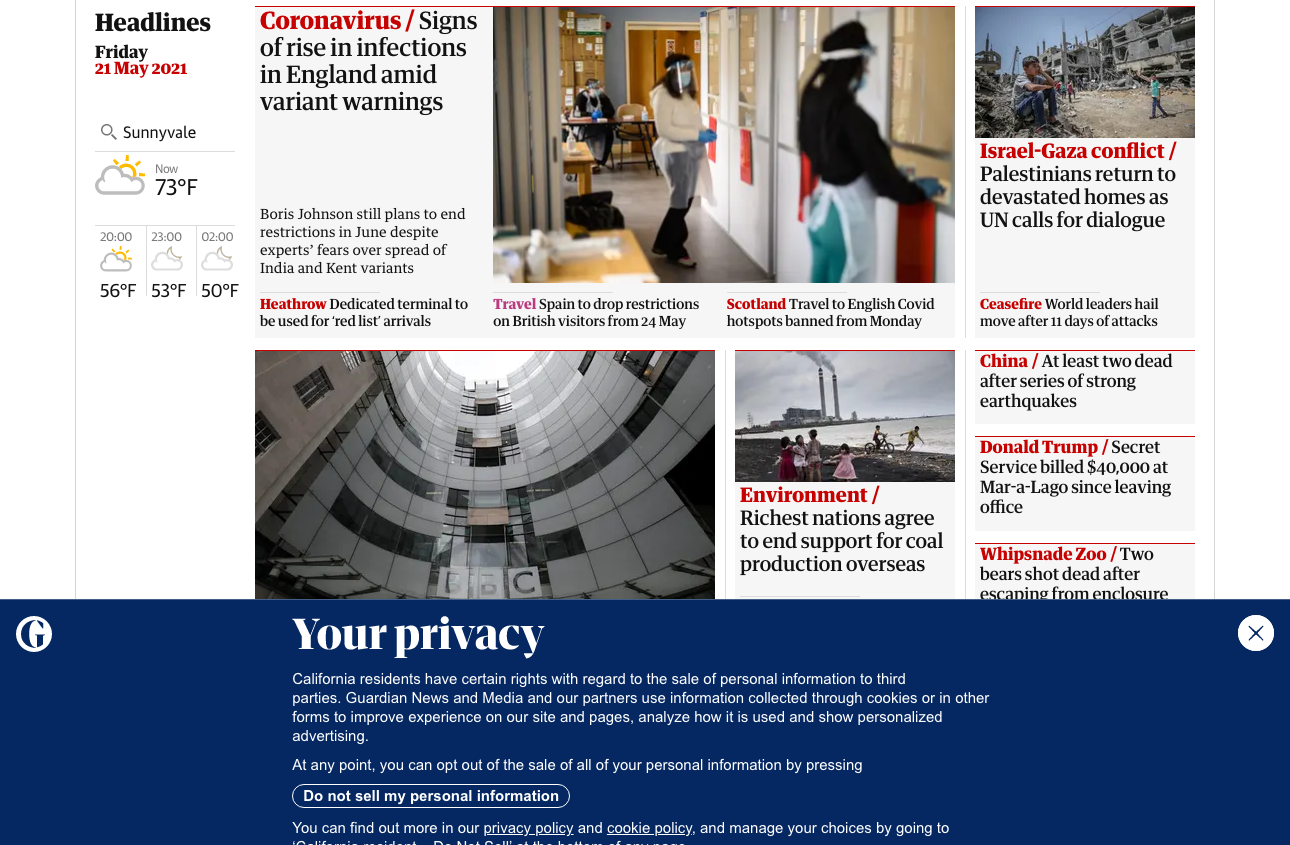 Headlines
Friday
21 May 2021
Sunnyvale
Now
73°F
20:00
23:00
02:00
56°F
53°F
50°F
Coronavirus / Signs
of rise in infections
in England amid
variant warnings
Boris Johnson still plans to end
restrictions in June despite
experts’ fears over spread of
India and Kent variants
Heathrow Dedicated terminal to
be used for ‘red list’ arrivals
Travel Spain to drop restrictions
on British visitors from 24 May
Scotland Travel to English Covid
hotspots banned from Monday
Israel-Gaza conflict /
Palestinians return to
devastated homes as
UN calls for dialogue
Ceasefire World leaders hail
move after 11 days of attacks
BBC
Environment /
Richest nations agree
to end support for coal
production overseas
China / At least two dead
after series of strong
earthquakes
Donald Trump / Secret
Service billed $40,000 at
Mar-a-Lago since leaving
office
Whipsnade Zoo / Two
bears shot dead after
escaping from enclosure
Your privacy
California residents have certain rights with regard to the sale of personal information to third
parties. Guardian News and Media and our partners use information collected through cookies or in other
forms to improve experience on our site and pages, analyze how it is used and show personalized
advertising.
At any point, you can opt out of the sale of all of your personal information by pressing
Do not sell my personal information
You can find out more in our privacy policy and cookie policy, and manage your choices by going to
‘California resident – Do Not Sell’ at the bottom of any page